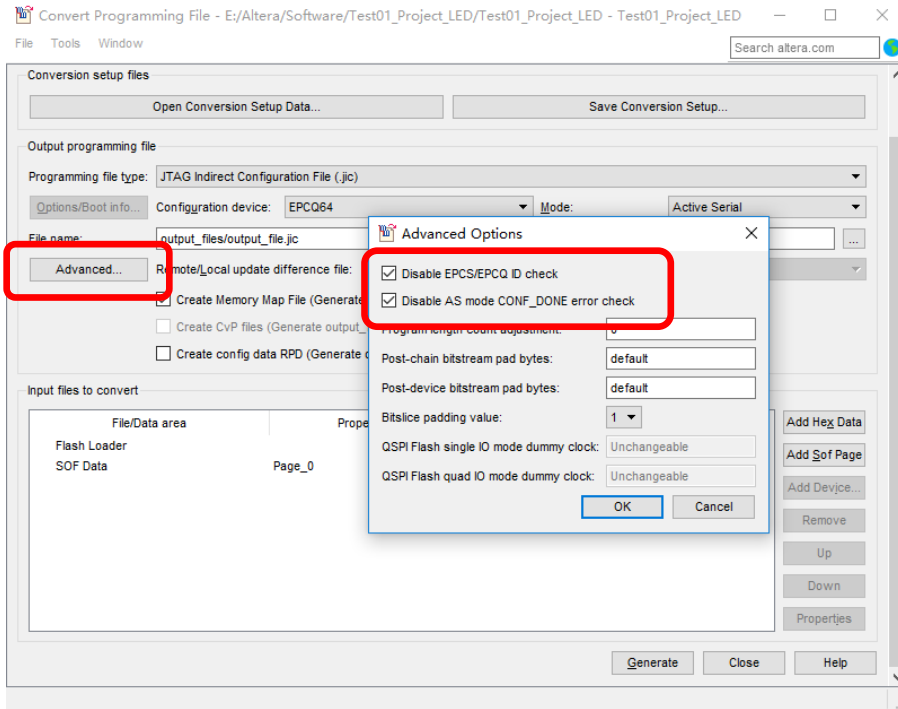 Convert Programming File - E:/Altera/Software/Test01_Project_LED/Test01_Project_LED - Test01_Project_LED
File Tools Window
Search altera.com
Conversion setup files
Open Conversion Setup Data... Save Conversion Setup...
Output programming file
Programming file type: JTAG Indirect Configuration File (.jic)
Options/Boot info... Configuration device: EPCQ64 Mode: Active Serial
File name: output_files/output_file.jic ...
Advanced... Remote/Local update difference file:
Create Memory Map File (Generate
Create CvP files (Generate output_
Create config data RPD (Generate
Advanced Options
Disable EPCS/EPCQ ID check
Disable AS mode CONF_DONE error check
Program length count adjustment: 0
Post-chain bitstream pad bytes: default
Post-device bitstream pad bytes: default
Bitslice padding value: 1
QSPI Flash single IO mode dummy clock: Unchangeable
QSPI Flash quad IO mode dummy clock: Unchangeable
OK Cancel
Input files to convert
File/Data area Prope
Flash Loader
SOF Data Page_0
Add Hex Data
Add Sof Page
Add Device...
Remove
Up
Down
Properties
Generate Close Help